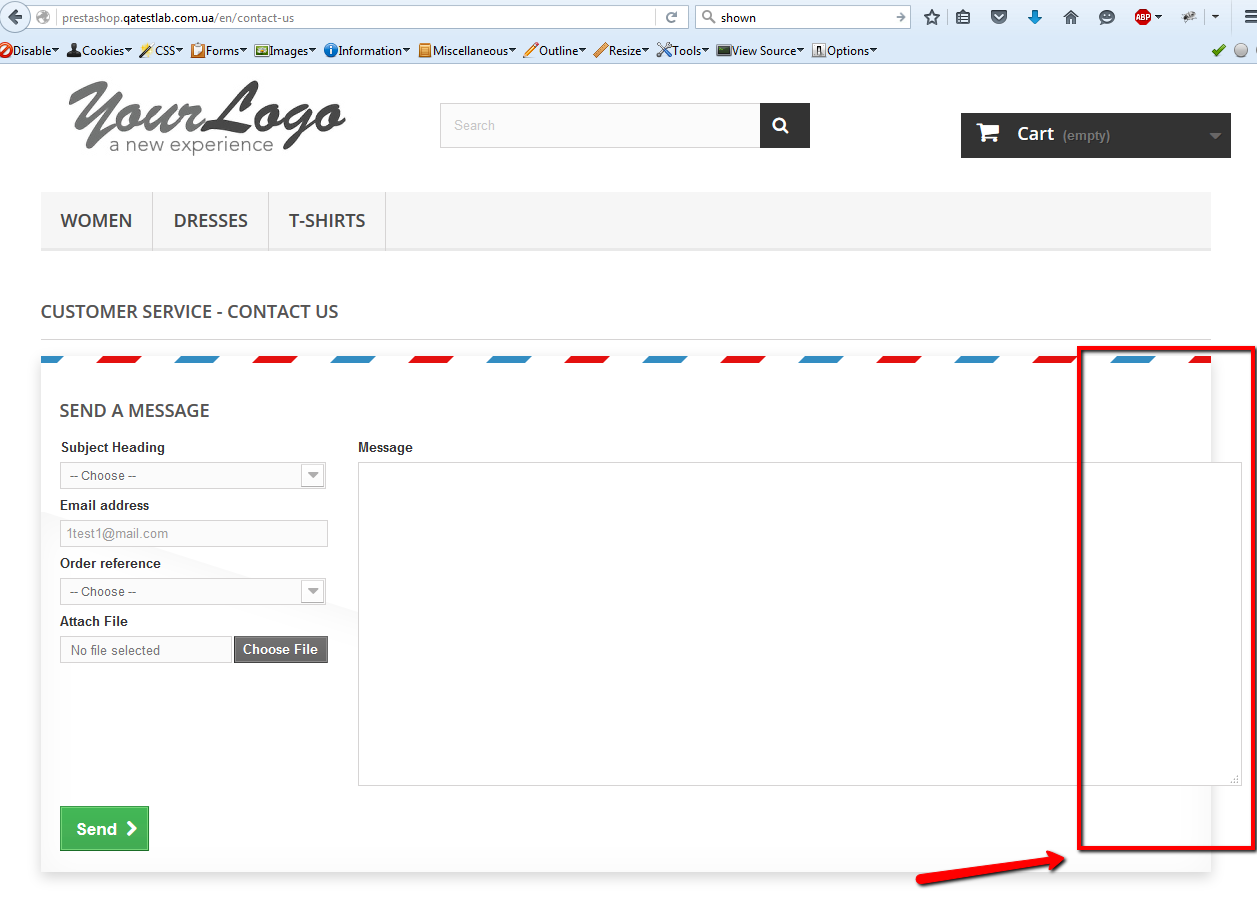 prestashop.qatestlab.com.ua/en/contact-us
shown
ABP
Disable Cookies CSS Forms Images Information Miscellaneous Outline Resize Tools View Source Options
YourLogo
a new experience
Search
Cart (empty)
WOMEN DRESSES T-SHIRTS
CUSTOMER SERVICE - CONTACT US
SEND A MESSAGE
Subject Heading Message
-- Choose --
Email address
1test1@mail.com
Order reference
-- Choose --
Attach File
No file selected Choose File
Send